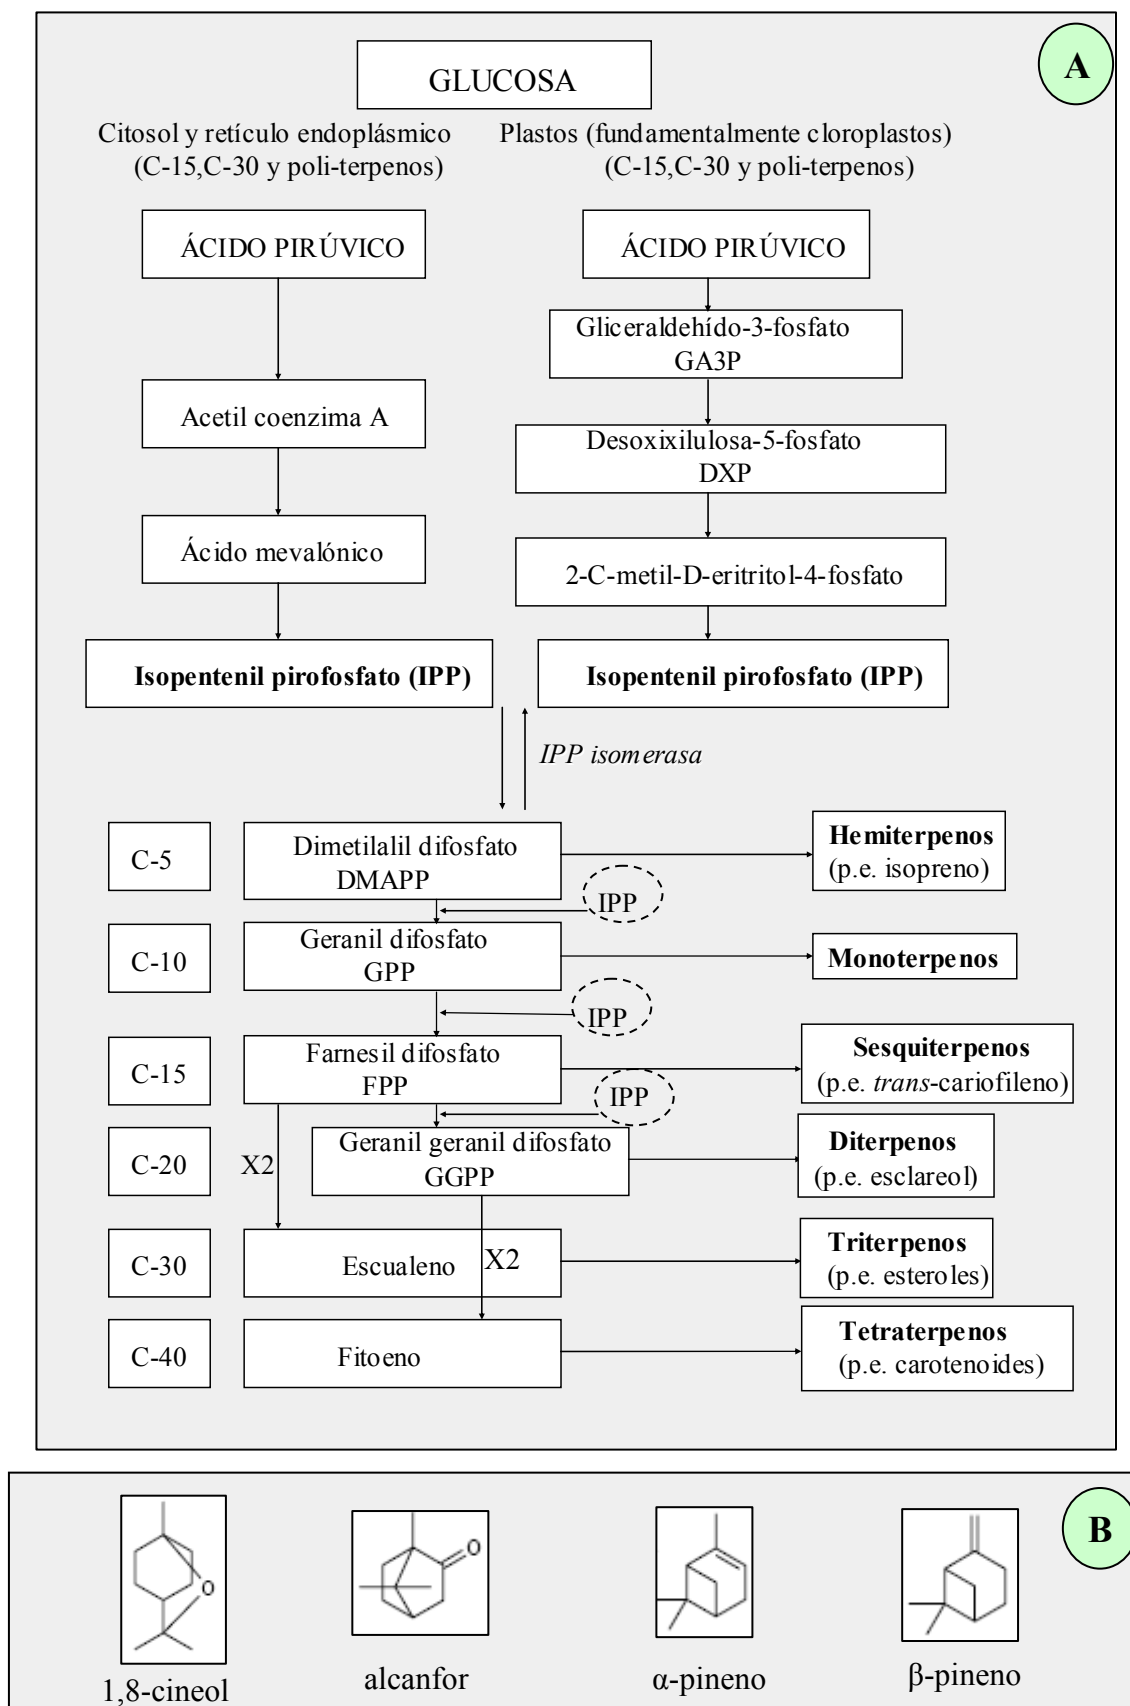 A
GLUCOSA
Citosol y retículo endoplásmico
(C-15,C-30 y poli-terpenos)
Plastos (fundamentalmente cloroplastos)
(C-15,C-30 y poli-terpenos)
ÁCIDO PIRÚVICO
ÁCIDO PIRÚVICO
Gliceraldehído-3-fosfato
GA3P
Acetil coenzima A
Desoxixilulosa-5-fosfato
DXP
Ácido mevalónico
2-C-metil-D-eritritol-4-fosfato
Isopentenil pirofosfato (IPP)
Isopentenil pirofosfato (IPP)
IPP isomerasa
C-5
Dimetilalil difosfato
DMAPP
Hemiterpenos
(p.e. isopreno)
IPP
C-10
Geranil difosfato
GPP
Monoterpenos
IPP
C-15
Farnesil difosfato
FPP
Sesquiterpenos
(p.e. trans-cariofileno)
IPP
C-20
X2
Geranil geranil difosfato
GGPP
Diterpenos
(p.e. esclareol)
C-30
Escualeno
X2
Triterpenos
(p.e. esteroles)
C-40
Fitoeno
Tetraterpenos
(p.e. carotenoides)
B
O
O
1,8-cineol
alcanfor
α-pineno
β-pineno